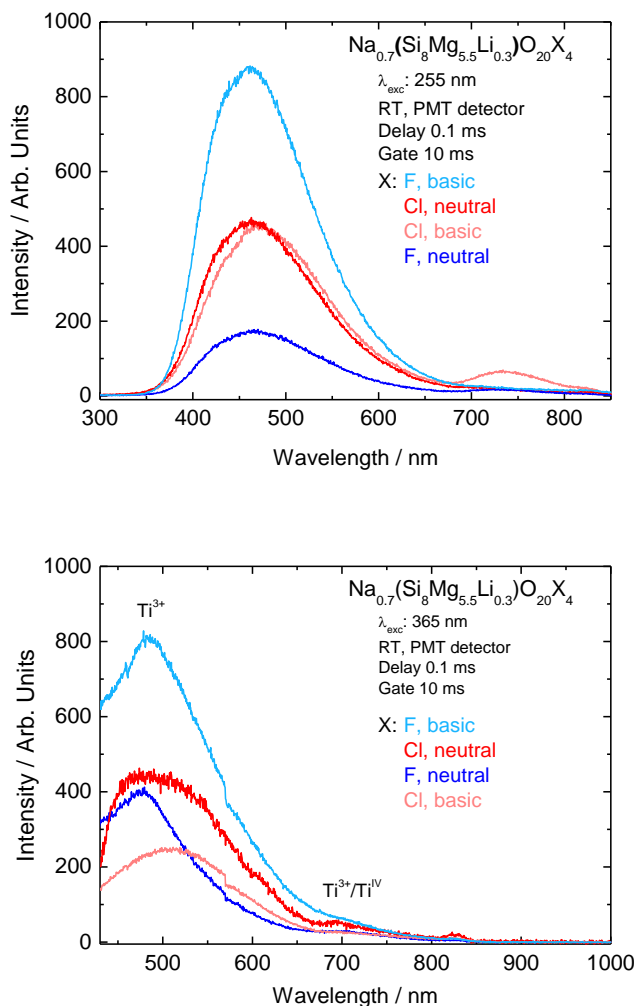 1000
800
600
400
200
0
Intensity / Arb. Units
Na0.7(Si8Mg5.5Li0.3)O20X4
λexc: 255 nm
RT, PMT detector
Delay 0.1 ms
Gate 10 ms
X: F, basic
Cl, neutral
Cl, basic
F, neutral
300 400 500 600 700 800
Wavelength / nm
1000
800
600
400
200
0
Intensity / Arb. Units
Ti3+
Na0.7(Si8Mg5.5Li0.3)O20X4
λexc: 365 nm
RT, PMT detector
Delay 0.1 ms
Gate 10 ms
X: F, basic
Cl, neutral
F, neutral
Cl, basic
Ti3+/TiIV
500 600 700 800 900 1000
Wavelength / nm